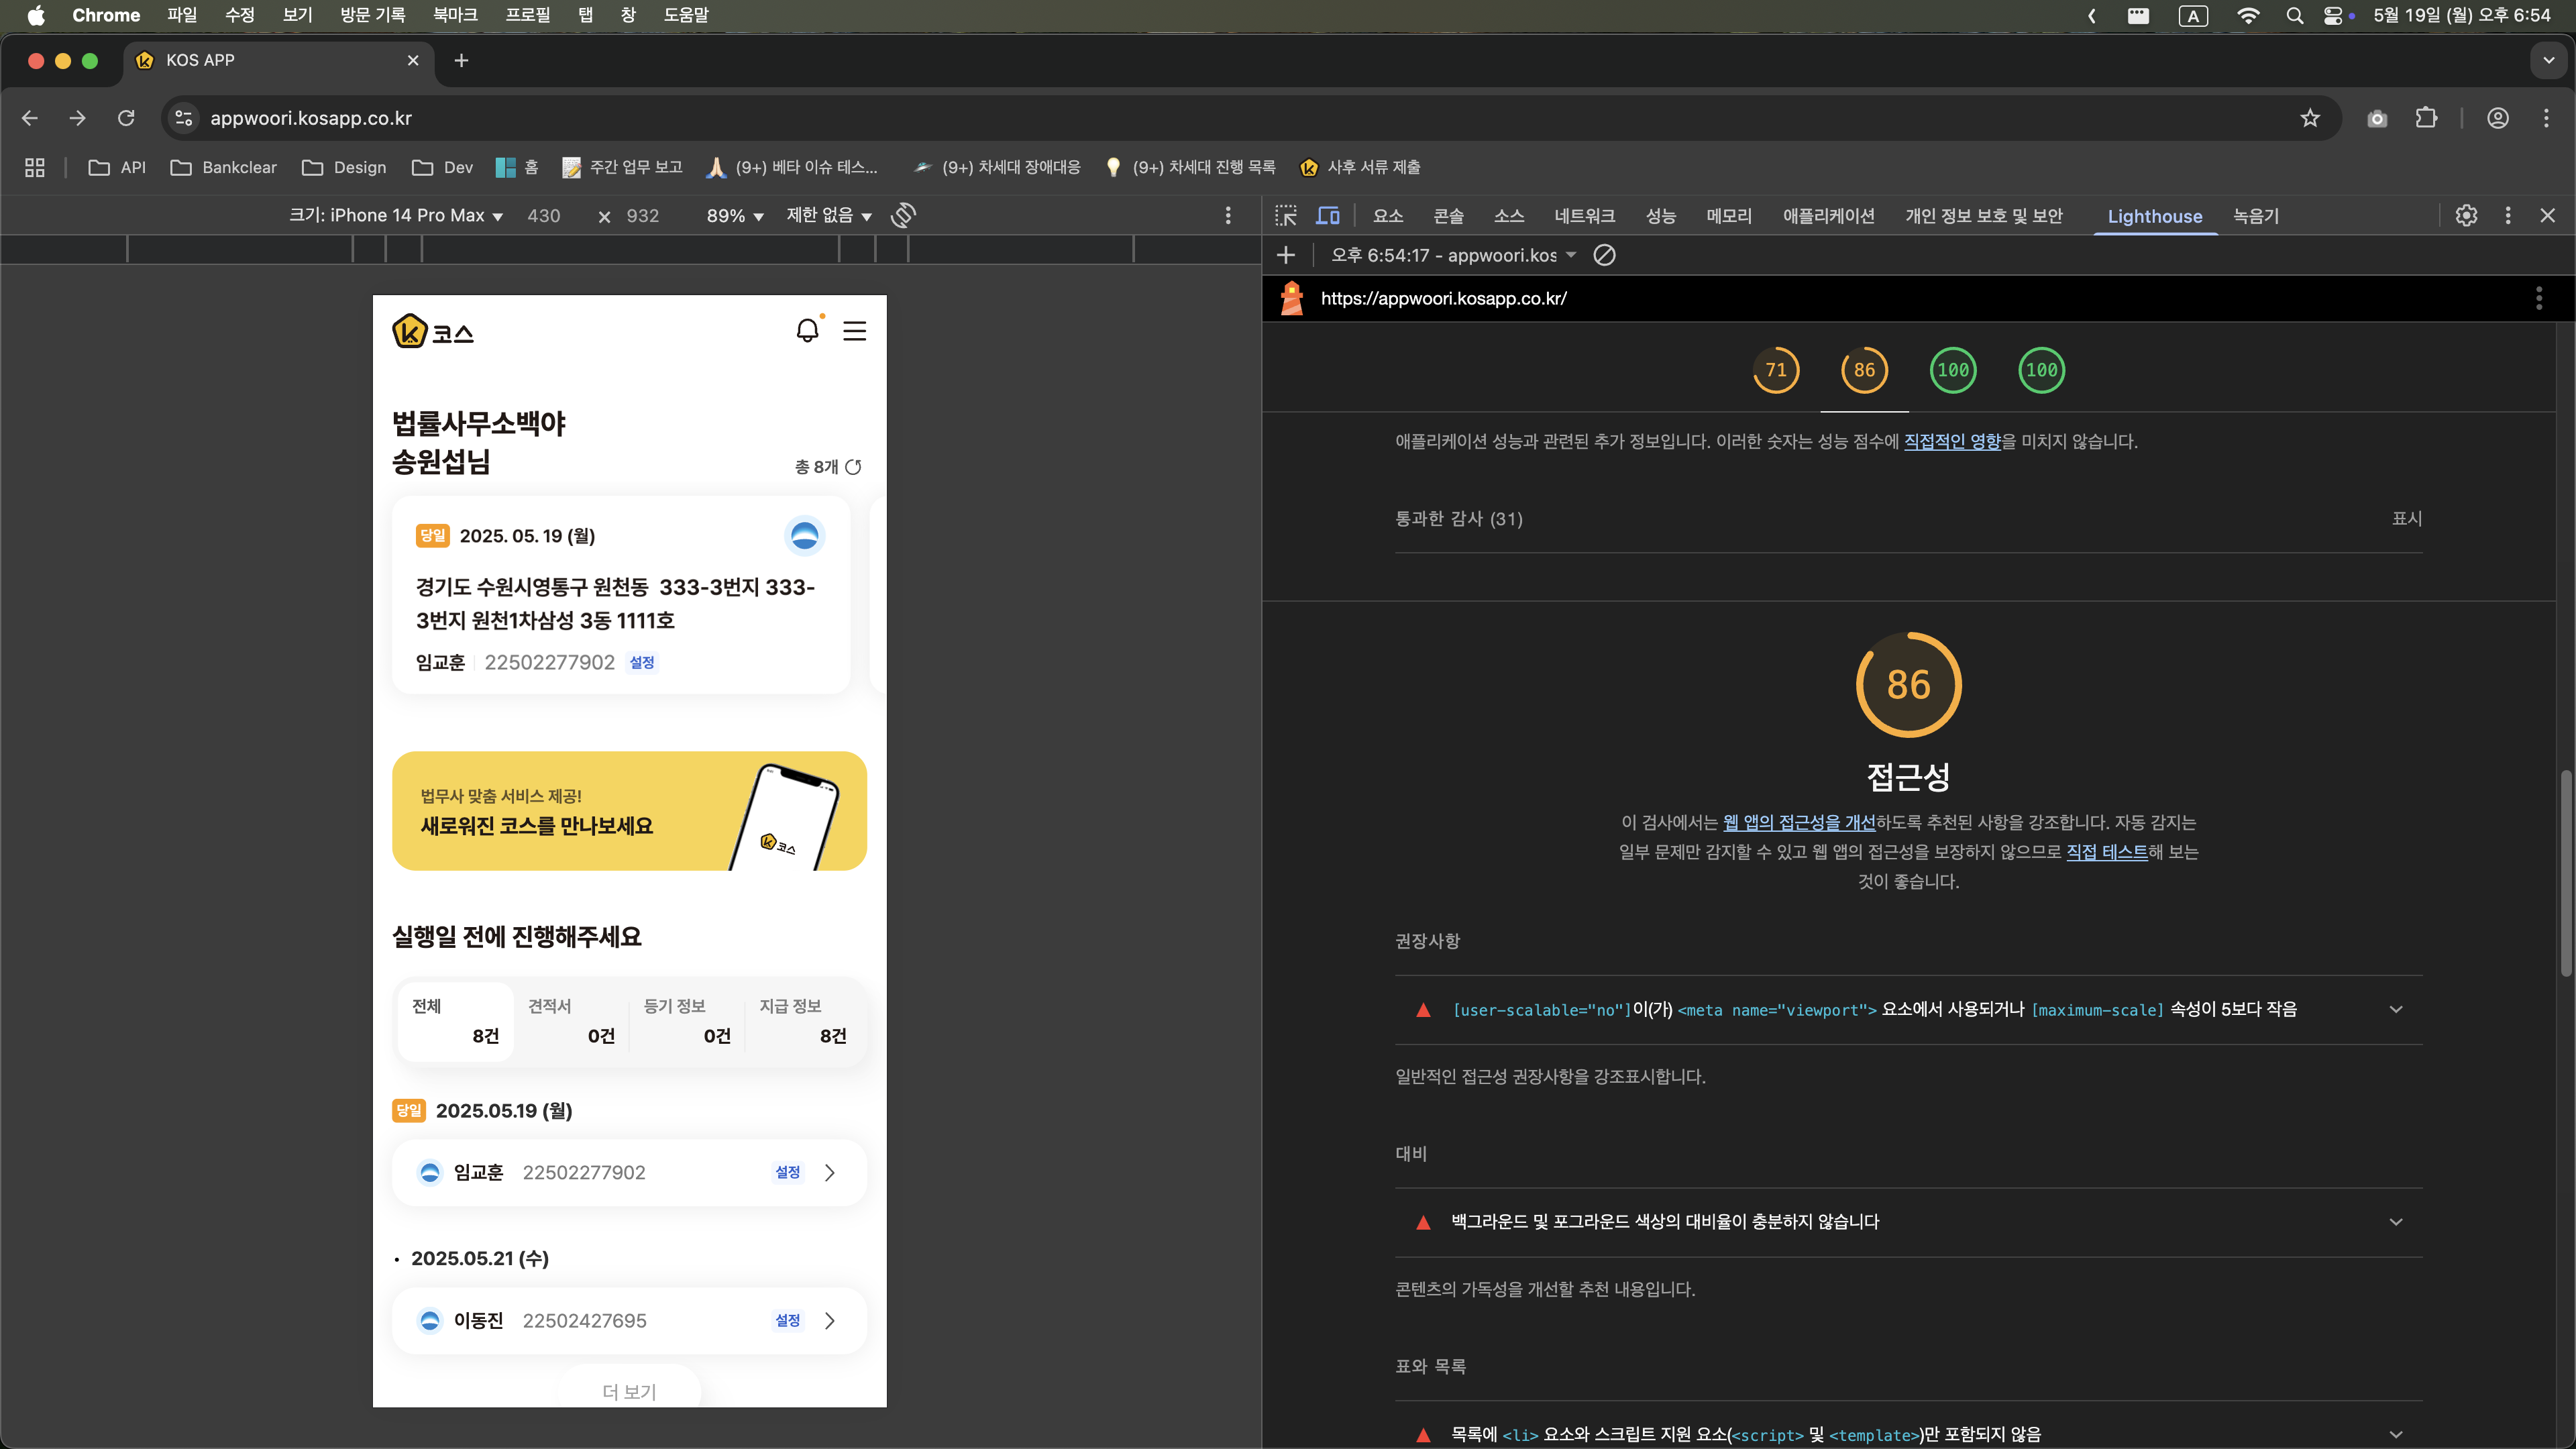 Chrome 파일 수정 보기 방문 기록 북마크 프로필 탭 창 도움말 A 5월 19일 (월) 오후 6:54
KOS APP
appwoori.kosapp.co.kr
API Bankclear Design Dev 홈 주간 업무 보고 (9+) 베타 이슈 테스... (9+) 차세대 장애대응 (9+) 차세대 진행 목록 사후 서류 제출
크기: iPhone 14 Pro Max 430 × 932 89% 제한 없음
요소 콘솔 소스 네트워크 성능 메모리 애플리케이션 개인 정보 보호 및 보안 Lighthouse 녹음기
오후 6:54:17 - appwoori.kos
https://appwoori.kosapp.co.kr/
코스
법률사무소백야
송원섭님
총 8개
당일 2025. 05. 19 (월)
경기도 수원시영통구 원천동 333-3번지 333-
3번지 원천1차삼성 3동 1111호
임교훈 22502277902 설정
법무사 맞춤 서비스 제공!
새로워진 코스를 만나보세요
코스
실행일 전에 진행해주세요
전체 견적서 등기 정보 지급 정보
8건 0건 0건 8건
당일 2025.05.19 (월)
임교훈 22502277902 설정
• 2025.05.21 (수)
이동진 22502427695 설정
더 보기
71 86 100 100
애플리케이션 성능과 관련된 추가 정보입니다. 이러한 숫자는 성능 점수에 직접적인 영향을 미치지 않습니다.
통과한 감사 (31) 표시
86
접근성
이 검사에서는 웹 앱의 접근성을 개선하도록 추천된 사항을 강조합니다. 자동 감지는
일부 문제만 감지할 수 있고 웹 앱의 접근성을 보장하지 않으므로 직접 테스트해 보는
것이 좋습니다.
권장사항
[user-scalable="no"]이(가) <meta name="viewport"> 요소에서 사용되거나 [maximum-scale] 속성이 5보다 작음
일반적인 접근성 권장사항을 강조표시합니다.
대비
백그라운드 및 포그라운드 색상의 대비율이 충분하지 않습니다
콘텐츠의 가독성을 개선할 추천 내용입니다.
표와 목록
목록에 <li> 요소와 스크립트 지원 요소(<script> 및 <template>)만 포함되지 않음